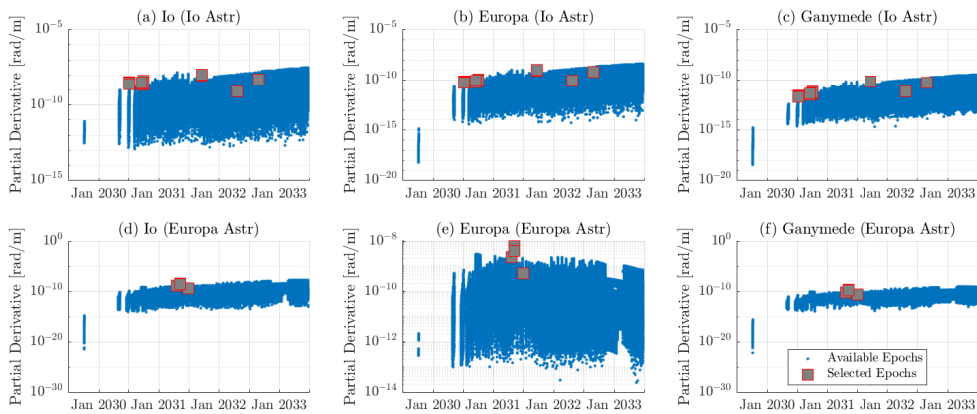 (a) Io (Io Astr)
(b) Europa (Io Astr)
(c) Ganymede (Io Astr)
Partial Derivative [rad/m]
10^-5
10^-10
10^-15
Jan 2030 Jan 2031 Jan 2032 Jan 2033
Partial Derivative [rad/m]
10^-5
10^-10
10^-15
10^-20
Jan 2030 Jan 2031 Jan 2032 Jan 2033
Partial Derivative [rad/m]
10^-5
10^-10
10^-15
10^-20
Jan 2030 Jan 2031 Jan 2032 Jan 2033
(d) Io (Europa Astr)
(e) Europa (Europa Astr)
(f) Ganymede (Europa Astr)
Partial Derivative [rad/m]
10^0
10^-10
10^-20
10^-30
Jan 2030 Jan 2031 Jan 2032 Jan 2033
Partial Derivative [rad/m]
10^-8
10^-10
10^-12
10^-14
Jan 2030 Jan 2031 Jan 2032 Jan 2033
Partial Derivative [rad/m]
10^0
10^-10
10^-20
10^-30
Jan 2030 Jan 2031 Jan 2032 Jan 2033
Available Epochs
Selected Epochs